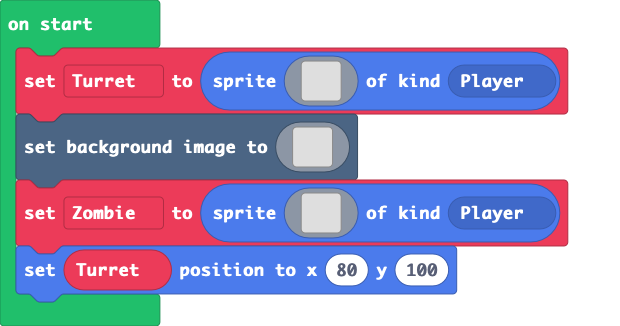 on start
set Turret to sprite of kind Player
set background image to
set Zombie to sprite of kind Player
set Turret position to x 80 y 100